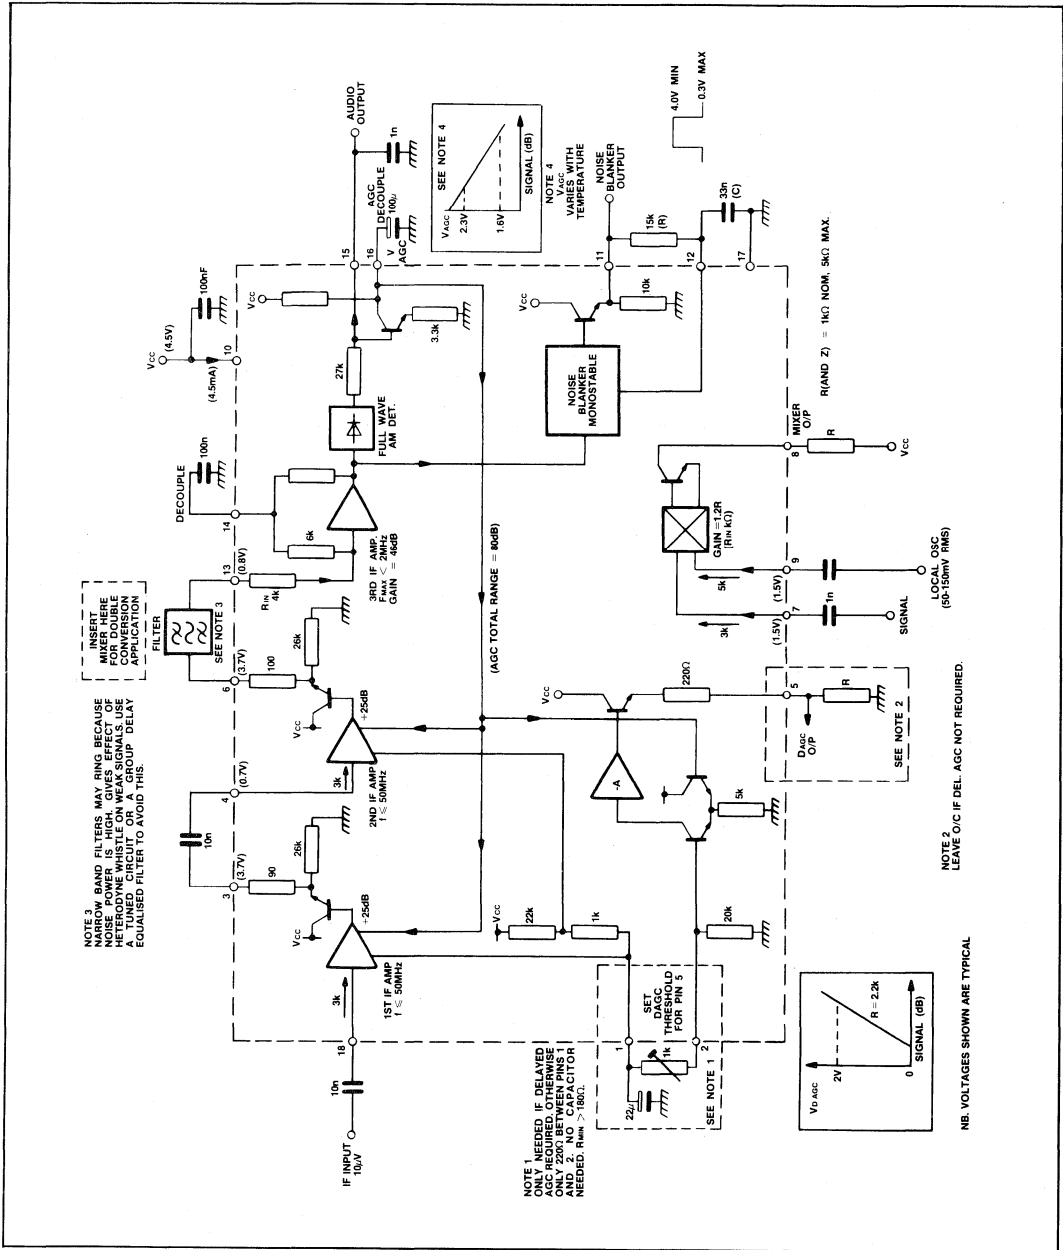 NOTE 3
NARROW BAND FILTERS MAY RING BECAUSE
NOISE POWER IS HIGH. GIVES EFFECT OF
HETERODYNE WHISTLE ON WEAK SIGNALS. USE
A TUNED CIRCUIT OR A GROUP DELAY
EQUALISED FILTER TO AVOID THIS.
INSERT
MIXER HERE
FOR DOUBLE
CONVERSION
APPLICATION
FILTER
SEE NOTE 3
DECOUPLE
100n
VCC
(4.5V)
100nF
(4.5mA)
10n
3
(3.7V)
4
(0.7V)
6
(3.7V)
13
(0.8V)
14
10
90
26k
100
26k
RIN
4k
6k
IF INPUT
10µV
10n
18
3k
1ST IF AMP
f ≤ 50MHz
+25dB
VCC
3k
2ND IF AMP
f ≤ 50MHz
+25dB
VCC
3RD IF AMP.
FMAX < 2MHz
GAIN = 46dB
FULL WAVE
AM DET.
27k
VCC
3.3k
15
16
AUDIO
OUTPUT
1n
AGC
DECOUPLE
100µ
V
AGC
(AGC TOTAL RANGE = 80dB)
SEE NOTE 4
VAGC
2.3V
1.6V
SIGNAL (dB)
NOTE 4
VAGC
VARIES WITH
TEMPERATURE
NOTE 1
ONLY NEEDED IF DELAYED
AGC REQUIRED. OTHERWISE
ONLY 220Ω BETWEEN PINS 1
AND 2. NO CAPACITOR
NEEDED. RMIN > 180Ω.
22µ
1
1k
2
SEE NOTE 1
SET
DAGC
THRESHOLD
FOR PIN 5
VCC
22k
1k
20k
5k
-A
VCC
220Ω
5
DAGC
O/P
R
SEE NOTE 2
3k
(1.5V)
7
1n
SIGNAL
5k
(1.5V)
9
LOCAL OSC
(50-150mV RMS)
GAIN = 1.2R
[RIN kΩ]
8
MIXER
O/P
R
VCC
R(AND Z) = 1kΩ NOM, 5kΩ MAX.
NOISE
BLANKER
MONOSTABLE
VCC
10k
11
12
17
NOISE
BLANKER
OUTPUT
15k
(R)
33n
(C)
4.0V MIN
0.3V MAX
VD AGC
2V
0
R = 2.2k
SIGNAL (dB)
NOTE 2
LEAVE O/C IF DEL. AGC NOT REQUIRED.
NB. VOLTAGES SHOWN ARE TYPICAL